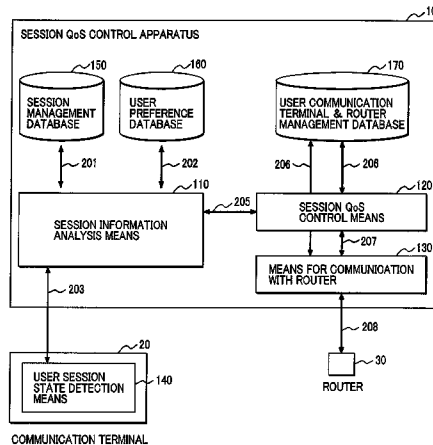 10
SESSION QoS CONTROL APPARATUS
150
160
170
SESSION
MANAGEMENT
DATABASE
USER
PREFERENCE
DATABASE
USER COMMUNICATION
TERMINAL & ROUTER
MANAGEMENT DATABASE
201
202
206
206
110
120
SESSION INFORMATION
ANALYSIS MEANS
205
SESSION QoS
CONTROL MEANS
207
130
MEANS FOR COMMUNICATION
WITH ROUTER
203
208
20
USER SESSION
STATE DETECTION
MEANS
140
30
ROUTER
COMMUNICATION TERMINAL